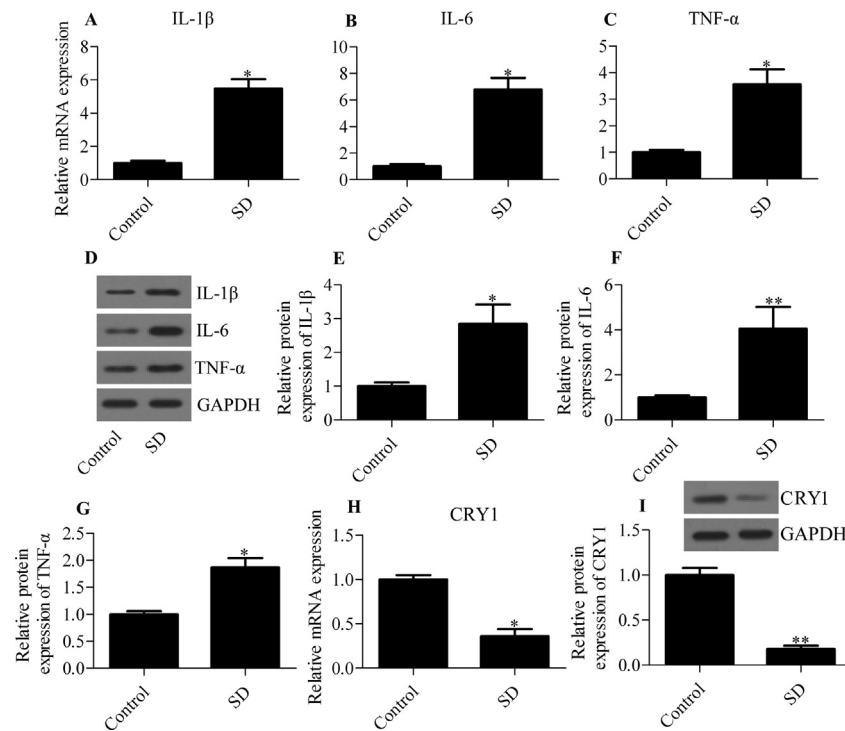 A
IL-1β
Relative mRNA expression
8
6
4
2
0
*
Control
SD
B
IL-6
10
8
6
4
2
0
*
Control
SD
C
TNF-α
5
4
3
2
1
0
*
Control
SD
D
IL-1β
IL-6
TNF-α
GAPDH
Control
SD
E
Relative protein
expression of IL-1β
4
3
2
1
0
*
Control
SD
F
Relative protein
expression of IL-6
6
4
2
0
**
Control
SD
G
Relative protein
expression of TNF-α
2.5
2.0
1.5
1.0
0.5
0.0
*
Control
SD
H
CRY1
Relative mRNA expression
1.5
1.0
0.5
0.0
*
Control
SD
I
CRY1
GAPDH
Relative protein
expression of CRY1
1.5
1.0
0.5
0.0
**
Control
SD